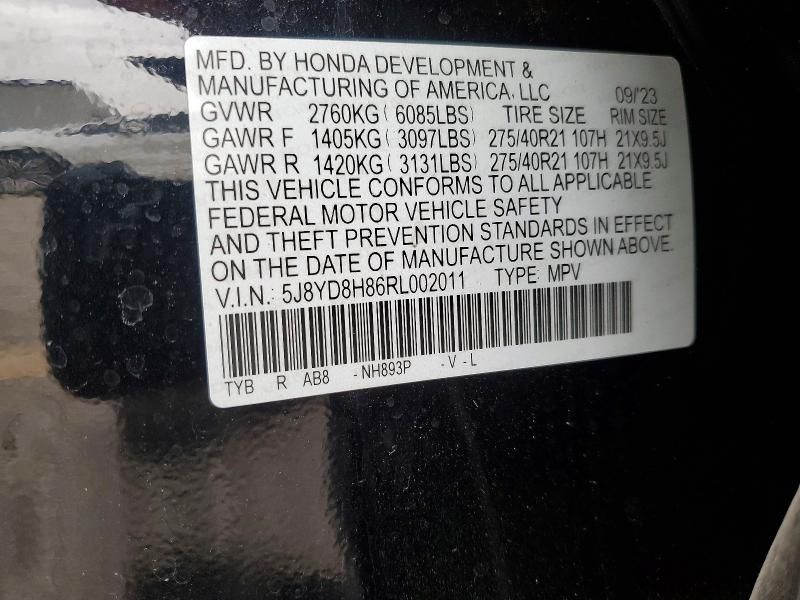 MFD. BY HONDA DEVELOPMENT &
MANUFACTURING OF AMERICA, LLC 09/'23
GVWR 2760KG ( 6085LBS) TIRE SIZE RIM SIZE
GAWR F 1405KG ( 3097LBS) 275/40R21 107H 21X9.5J
GAWR R 1420KG ( 3131LBS) 275/40R21 107H 21X9.5J
THIS VEHICLE CONFORMS TO ALL APPLICABLE
FEDERAL MOTOR VEHICLE SAFETY
AND THEFT PREVENTION STANDARDS IN EFFECT
ON THE DATE OF MANUFACTURE SHOWN ABOVE.
V.I.N.: 5J8YD8H86RL002011 TYPE: MPV
TYB R AB8 -NH893P -V-L